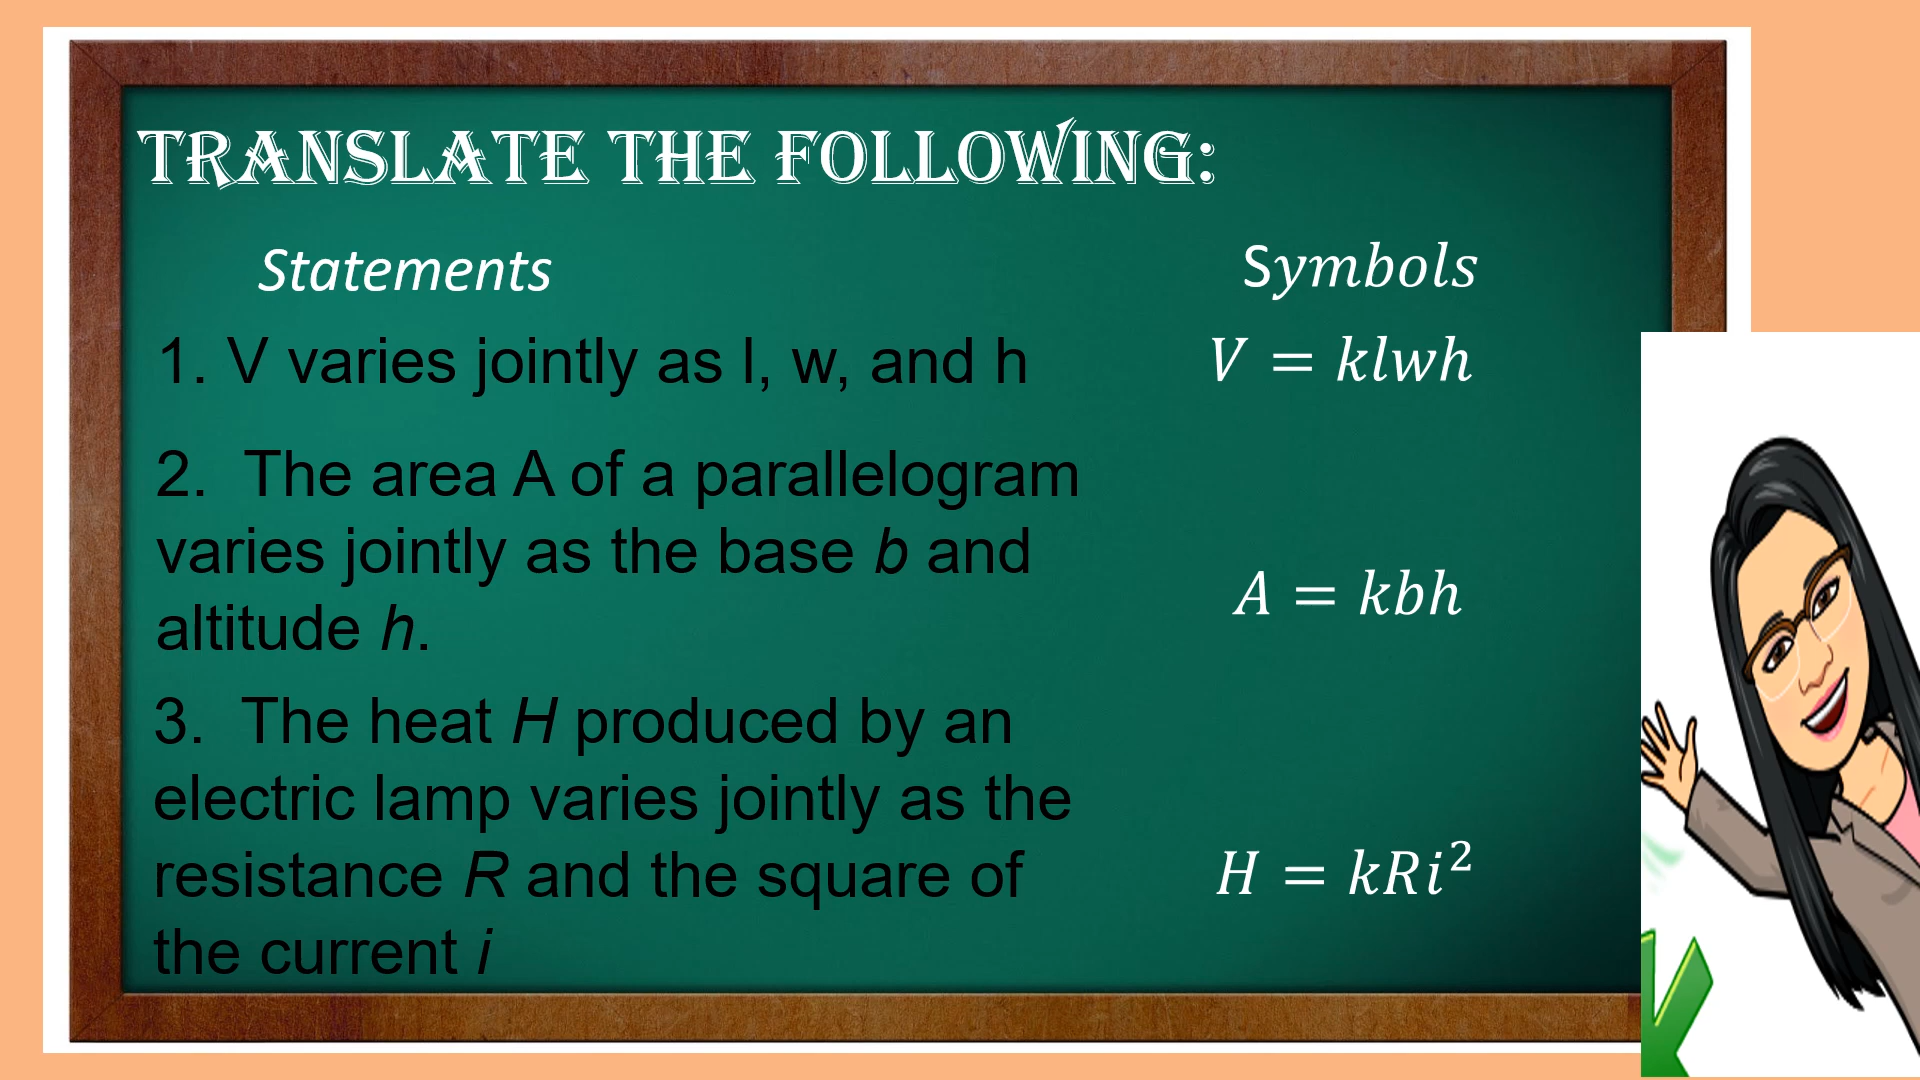 TRANSLATE THE FOLLOWING:
Statements
Symbols
1. V varies jointly as l, w, and h
V = klwh
2. The area A of a parallelogram
varies jointly as the base b and
altitude h.
A = kbh
3. The heat H produced by an
electric lamp varies jointly as the
resistance R and the square of
the current i
H = kRi²